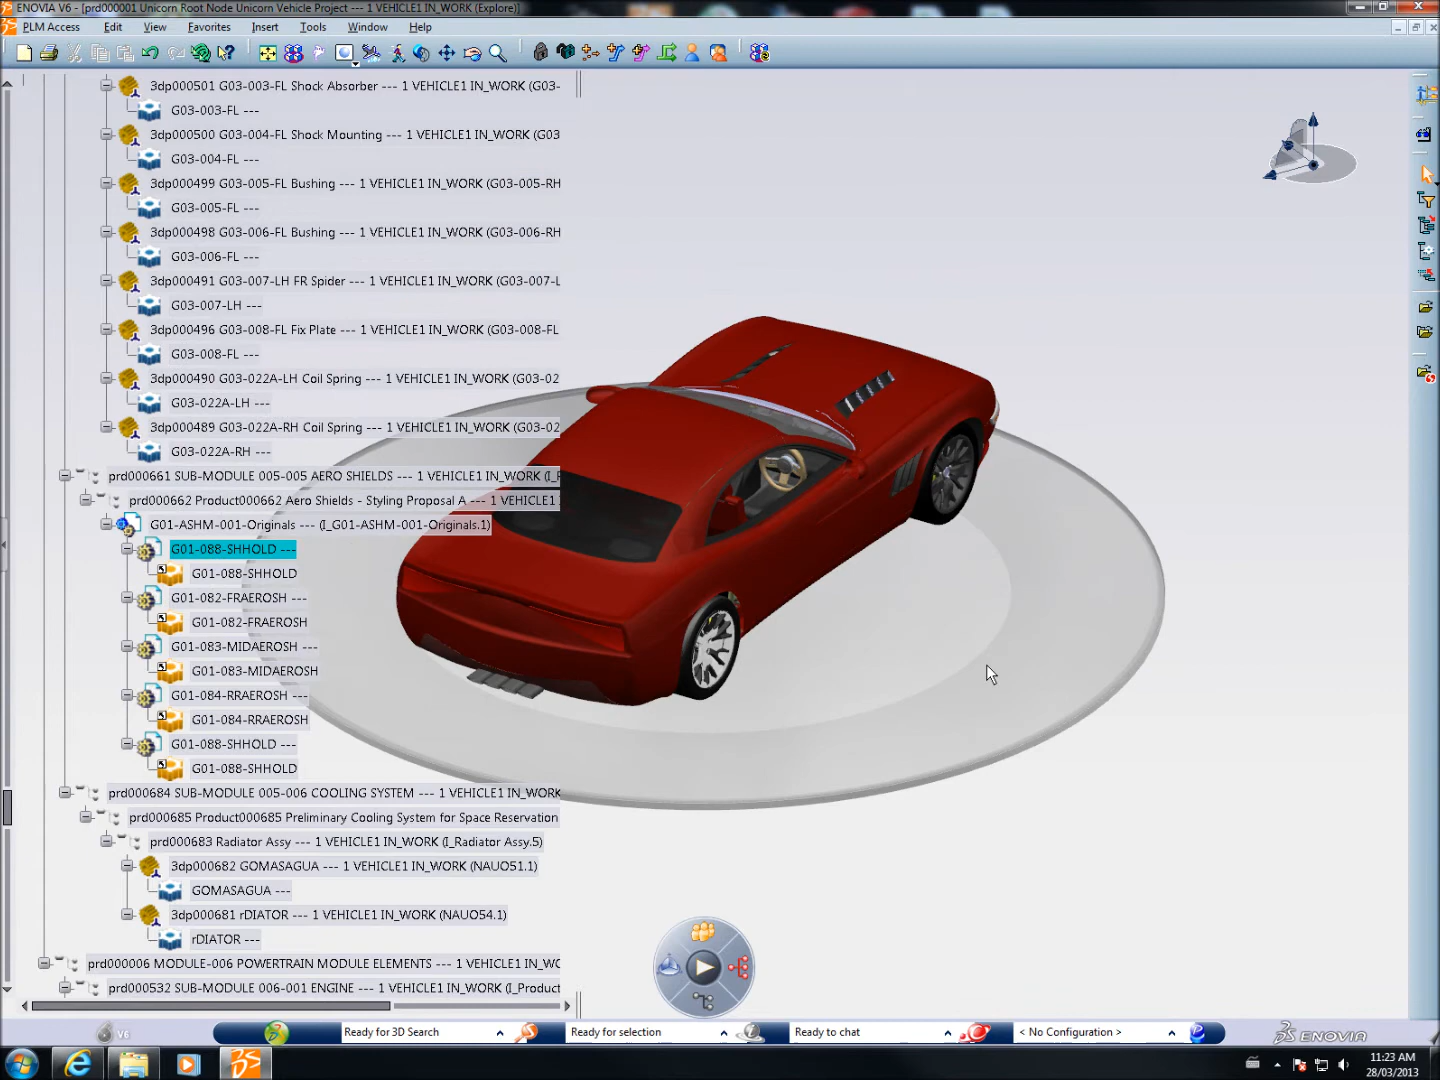 ENOVIA V6 - [prd000001 Unicorn Root Node Unicorn Vehicle Project --- 1 VEHICLE1 IN_WORK (Explore)]
PLM Access Edit View Favorites Insert Tools Window Help
3dp000501 G03-003-FL Shock Absorber --- 1 VEHICLE1 IN_WORK (G03-
G03-003-FL ---
3dp000500 G03-004-FL Shock Mounting --- 1 VEHICLE1 IN_WORK (G03
G03-004-FL ---
3dp000499 G03-005-FL Bushing --- 1 VEHICLE1 IN_WORK (G03-005-RH
G03-005-FL ---
3dp000498 G03-006-FL Bushing --- 1 VEHICLE1 IN_WORK (G03-006-RH
G03-006-FL ---
3dp000491 G03-007-LH FR Spider --- 1 VEHICLE1 IN_WORK (G03-007-L
G03-007-LH ---
3dp000496 G03-008-FL Fix Plate --- 1 VEHICLE1 IN_WORK (G03-008-FL
G03-008-FL ---
3dp000490 G03-022A-LH Coil Spring --- 1 VEHICLE1 IN_WORK (G03-02
G03-022A-LH ---
3dp000489 G03-022A-RH Coil Spring --- 1 VEHICLE1 IN_WORK (G03-02
G03-022A-RH ---
prd000661 SUB-MODULE 005-005 AERO SHIELDS --- 1 VEHICLE1 IN_WORK (I_F
prd000662 Product000662 Aero Shields - Styling Proposal A --- 1 VEHICLE1
G01-ASHM-001-Originals --- (I_G01-ASHM-001-Originals.1)
G01-088-SHHOLD ---
G01-088-SHHOLD
G01-082-FRAEROSH ---
G01-082-FRAEROSH
G01-083-MIDAEROSH ---
G01-083-MIDAEROSH
G01-084-RRAEROSH ---
G01-084-RRAEROSH
G01-088-SHHOLD ---
G01-088-SHHOLD
prd000684 SUB-MODULE 005-006 COOLING SYSTEM --- 1 VEHICLE1 IN_WORK
prd000685 Product000685 Preliminary Cooling System for Space Reservation
prd000683 Radiator Assy --- 1 VEHICLE1 IN_WORK (I_Radiator Assy.5)
3dp000682 GOMASAGUA --- 1 VEHICLE1 IN_WORK (NAUO51.1)
GOMASAGUA ---
3dp000681 rDIATOR --- 1 VEHICLE1 IN_WORK (NAUO54.1)
rDIATOR ---
prd000006 MODULE-006 POWERTRAIN MODULE ELEMENTS --- 1 VEHICLE1 IN_WC
prd000532 SUB-MODULE 006-001 ENGINE --- 1 VEHICLE1 IN_WORK (I_Product
V6 Ready for 3D Search Ready for selection Ready to chat < No Configuration > ENOVIA
11:23 AM
28/03/2013